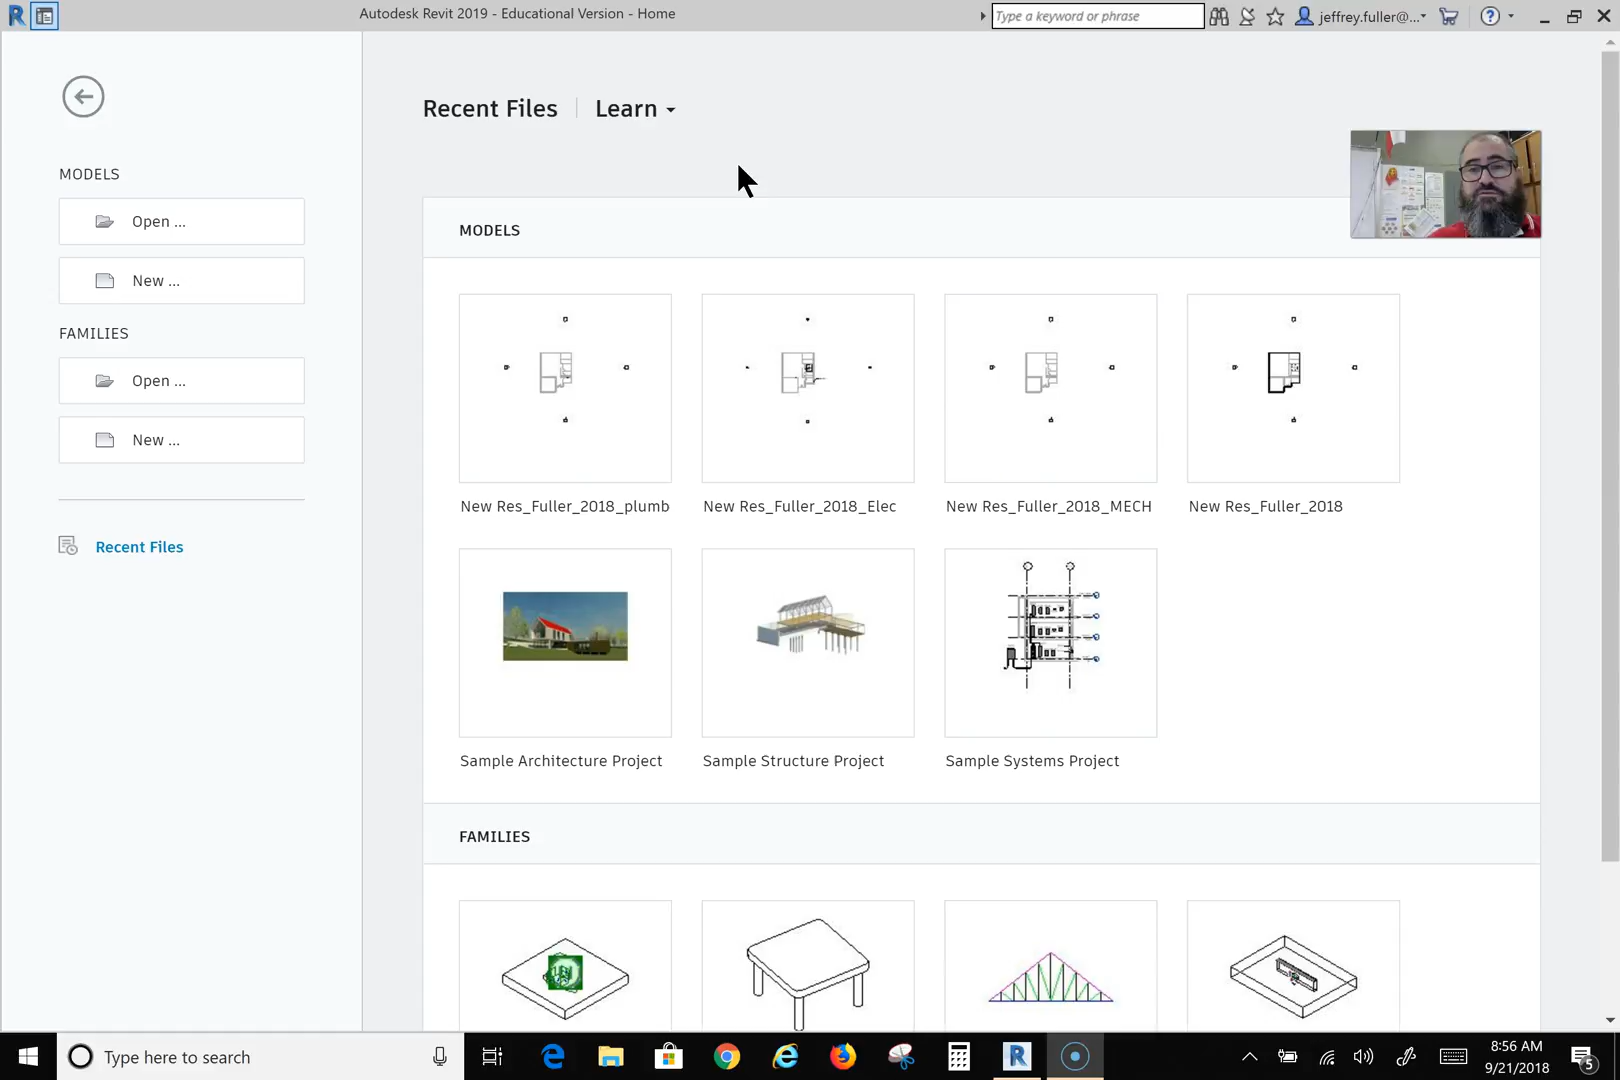 Autodesk Revit 2019 - Educational Version - Home
Type a keyword or phrase
jeffrey.fuller@...
Recent Files
Learn
MODELS
Open ...
New ...
FAMILIES
Open ...
New ...
Recent Files
MODELS
New Res_Fuller_2018_plumb
New Res_Fuller_2018_Elec
New Res_Fuller_2018_MECH
New Res_Fuller_2018
Sample Architecture Project
Sample Structure Project
Sample Systems Project
FAMILIES
Type here to search
8:56 AM
9/21/2018
5